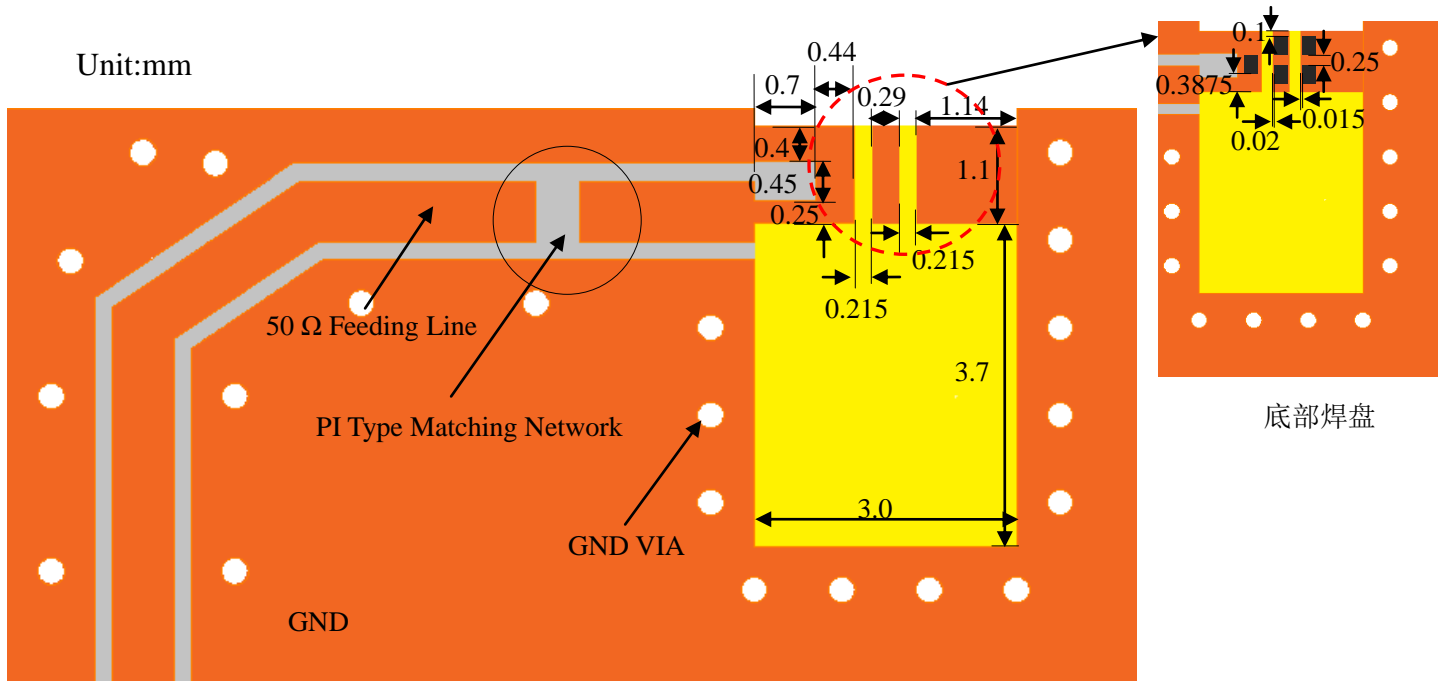 Unit:mm
0.44
0.7
0.29
1.14
0.4
0.45
0.25
1.1
0.215
0.215
50 Ω Feeding Line
PI Type Matching Network
3.7
3.0
GND VIA
GND
0.1
0.25
0.3875
0.015
0.02
底部焊盘